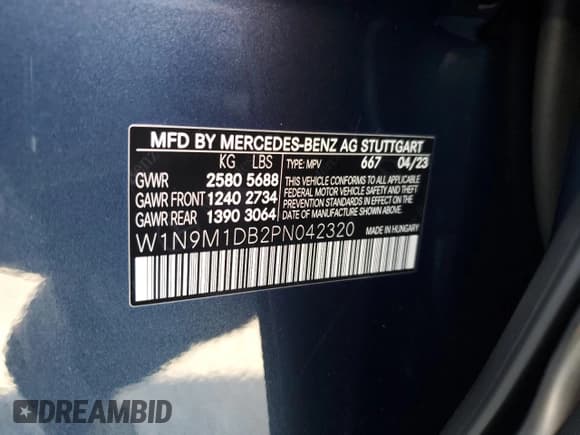 MFD BY MERCEDES-BENZ AG STUTTGART
KG LBS TYPE: MPV 667 04/23
GVWR 2580 5688
GAWR FRONT 1240 2734
GAWR REAR 1390 3064
THIS VEHICLE CONFORMS TO ALL APPLICABLE
FEDERAL MOTOR VEHICLE SAFETY AND THEFT
PREVENTION STANDARDS IN EFFECT ON THE
DATE OF MANUFACTURE SHOWN ABOVE.
W1N9M1DB2PN042320 MADE IN HUNGARY
DREAMBID